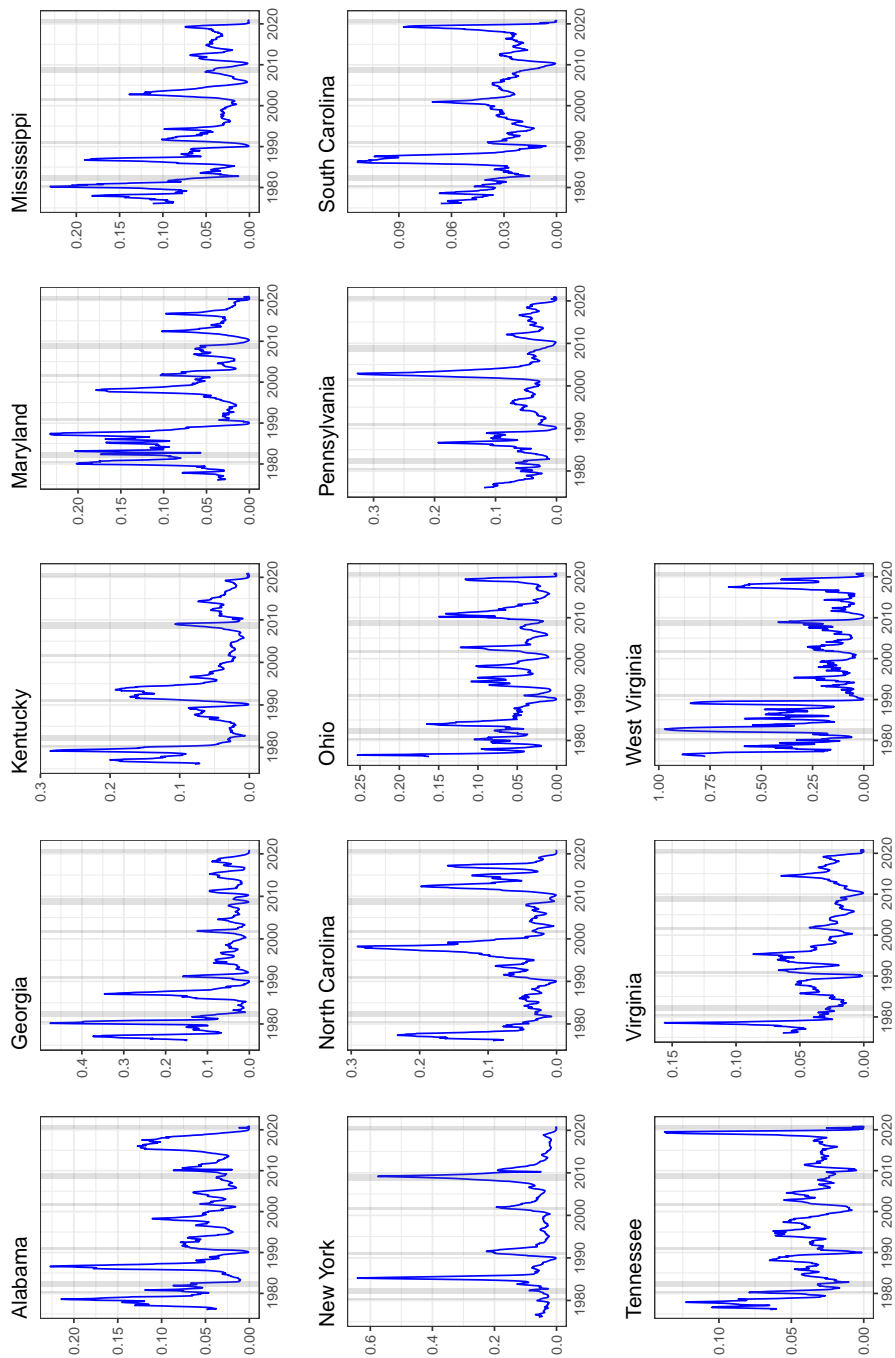 Alabama
0.20
0.15
0.10
0.05
0.00
1980 1990 2000 2010 2020
Georgia
0.4
0.3
0.2
0.1
0.0
1980 1990 2000 2010 2020
Kentucky
0.3
0.2
0.1
0.0
1980 1990 2000 2010 2020
Maryland
0.20
0.15
0.10
0.05
0.00
1980 1990 2000 2010 2020
Mississippi
0.20
0.15
0.10
0.05
0.00
1980 1990 2000 2010 2020
New York
0.6
0.4
0.2
0.0
1980 1990 2000 2010 2020
North Carolina
0.3
0.2
0.1
0.0
1980 1990 2000 2010 2020
Ohio
0.25
0.20
0.15
0.10
0.05
0.00
1980 1990 2000 2010 2020
Pennsylvania
0.3
0.2
0.1
0.0
1980 1990 2000 2010 2020
South Carolina
0.09
0.06
0.03
0.00
1980 1990 2000 2010 2020
Tennessee
0.10
0.05
0.00
1980 1990 2000 2010 2020
Virginia
0.15
0.10
0.05
0.00
1980 1990 2000 2010 2020
West Virginia
1.00
0.75
0.50
0.25
0.00
1980 1990 2000 2010 2020